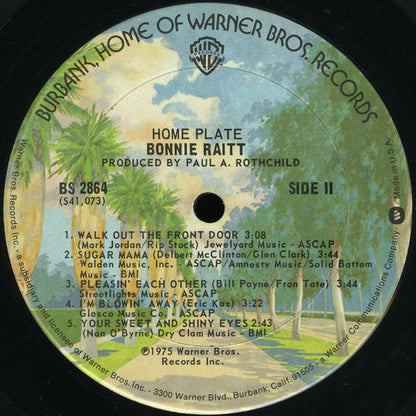 BURBANK, HOME OF WARNER BROS. RECORDS
HOME PLATE
BONNIE RAITT
PRODUCED BY PAUL A. ROTHCHILD
BS 2864
(S41,073)
SIDE II
1. WALK OUT THE FRONT DOOR 3:08
(Mark Jordan/Rip Stock) Jewelyard Music - ASCAP
2. SUGAR MAMA (Delbert McClinton/Glen Clark) 3:44
Walden Music, Inc. - ASCAP/Amnesty Music/Solid Bottom
Music - BMI
3. PLEASIN' EACH OTHER (Bill Payne/Fran Tate) 3:44
Streetlights Music - ASCAP
4. I'M BLOWIN' AWAY (Eric Kaz) 3:22
Glasco Music Co. - ASCAP
5. YOUR SWEET AND SHINY EYES 2:43
(Nan O'Byrne) Dry Clam Music - BMI
©1975 Warner Bros.
Records Inc.
Warner Bros. Records Inc., - a subsidiary and licensee of Warner Bros. Inc. - 3300 Warner Blvd., Burbank, Calif. 91505 - a Warner Communications Company - Made in U.S.A.